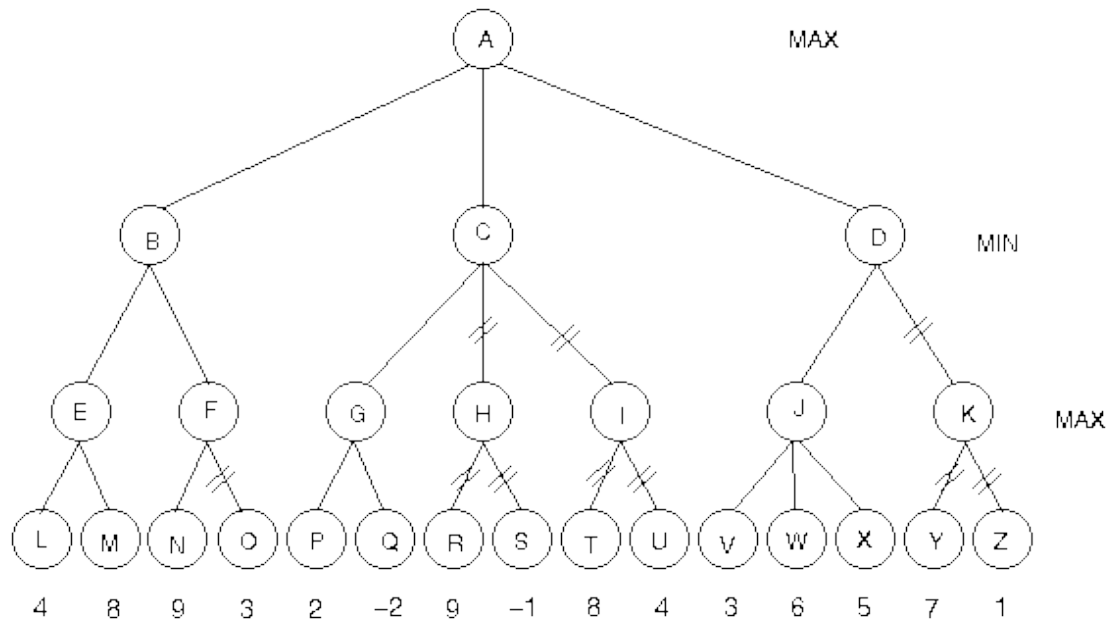 A MAX
B C D MIN
E F G H I J K MAX
L M N O P Q R S T U V W X Y Z
4 8 9 3 2 −2 9 −1 8 4 3 6 5 7 1